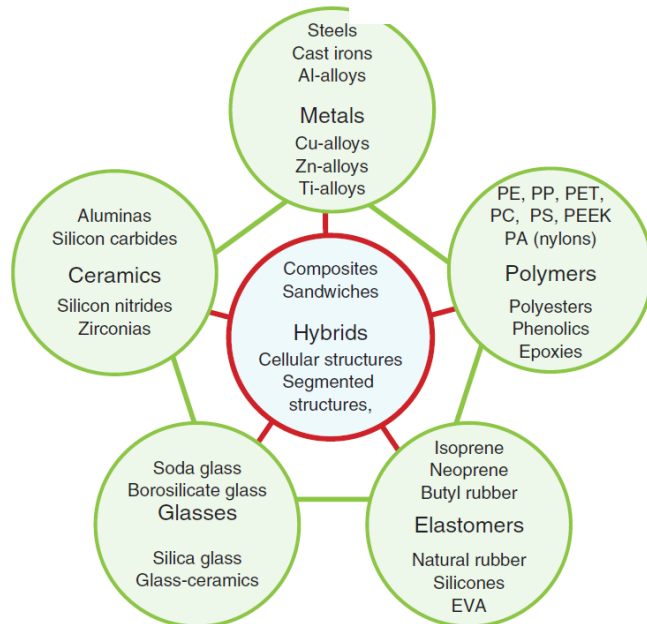 Steels
Cast irons
Al-alloys
Metals
Cu-alloys
Zn-alloys
Ti-alloys
Aluminas
Silicon carbides
Ceramics
Silicon nitrides
Zirconias
PE, PP, PET,
PC, PS, PEEK
PA (nylons)
Polymers
Polyesters
Phenolics
Epoxies
Composites
Sandwiches
Hybrids
Cellular structures
Segmented
structures,
Soda glass
Borosilicate glass
Glasses
Silica glass
Glass-ceramics
Isoprene
Neoprene
Butyl rubber
Elastomers
Natural rubber
Silicones
EVA